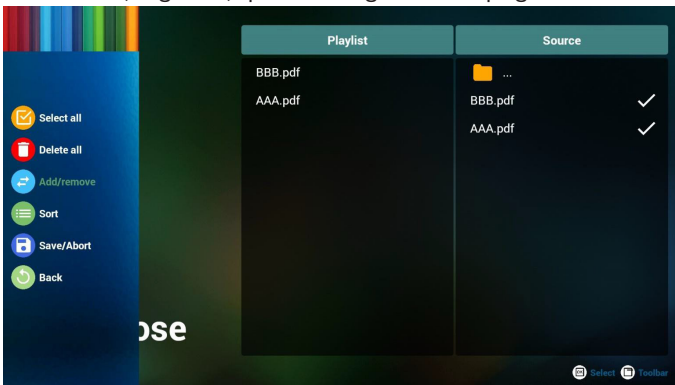 Playlist
Source
BBB.pdf
AAA.pdf
...
BBB.pdf
AAA.pdf
Select all
Delete all
Add/remove
Sort
Save/Abort
Back
ose
Select
Toolbar